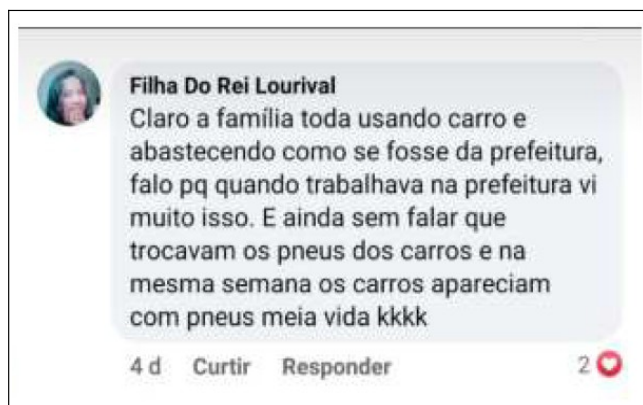 Filha Do Rei Lourival
Claro a família toda usando carro e
abastecendo como se fosse da prefeitura,
falo pq quando trabalhava na prefeitura vi
muito isso. E ainda sem falar que
trocavam os pneus dos carros e na
mesma semana os carros apareciam
com pneus meia vida kkkk
4 d Curtir Responder 2